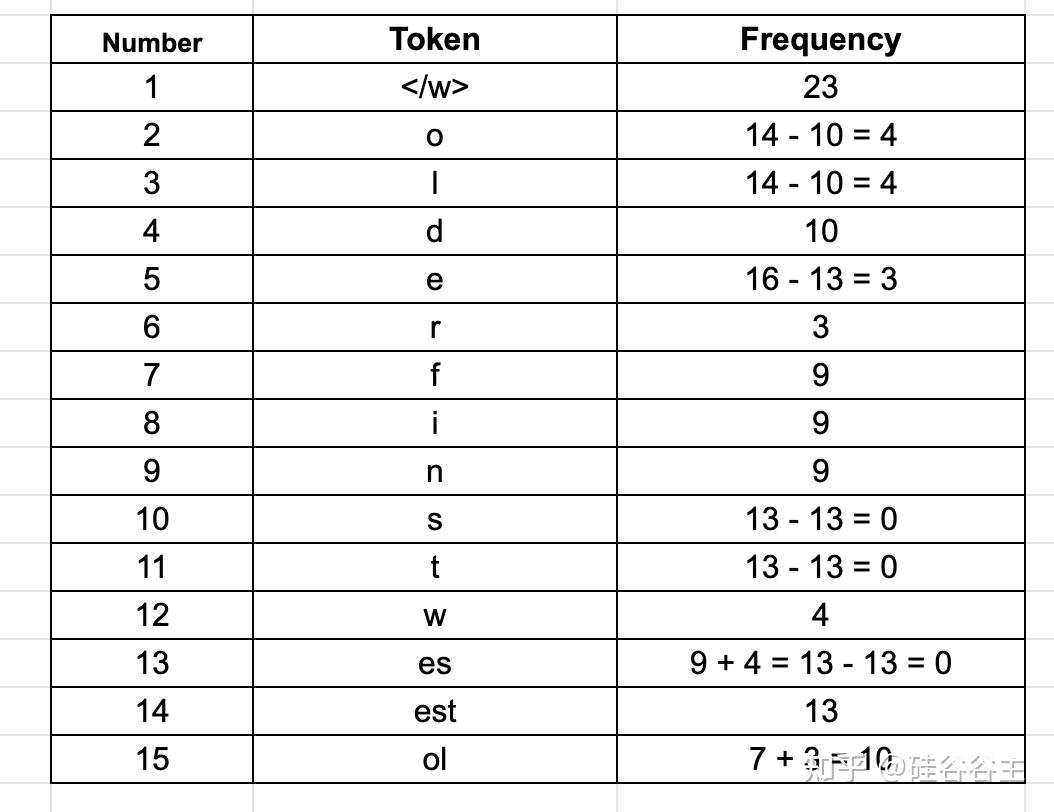 Number Token Frequency
1 </w> 23
2 o 14 - 10 = 4
3 l 14 - 10 = 4
4 d 10
5 e 16 - 13 = 3
6 r 3
7 f 9
8 i 9
9 n 9
10 s 13 - 13 = 0
11 t 13 - 13 = 0
12 w 4
13 es 9 + 4 = 13 - 13 = 0
14 est 13
15 ol 7 + 3 = 10
知乎 @硅谷谷主